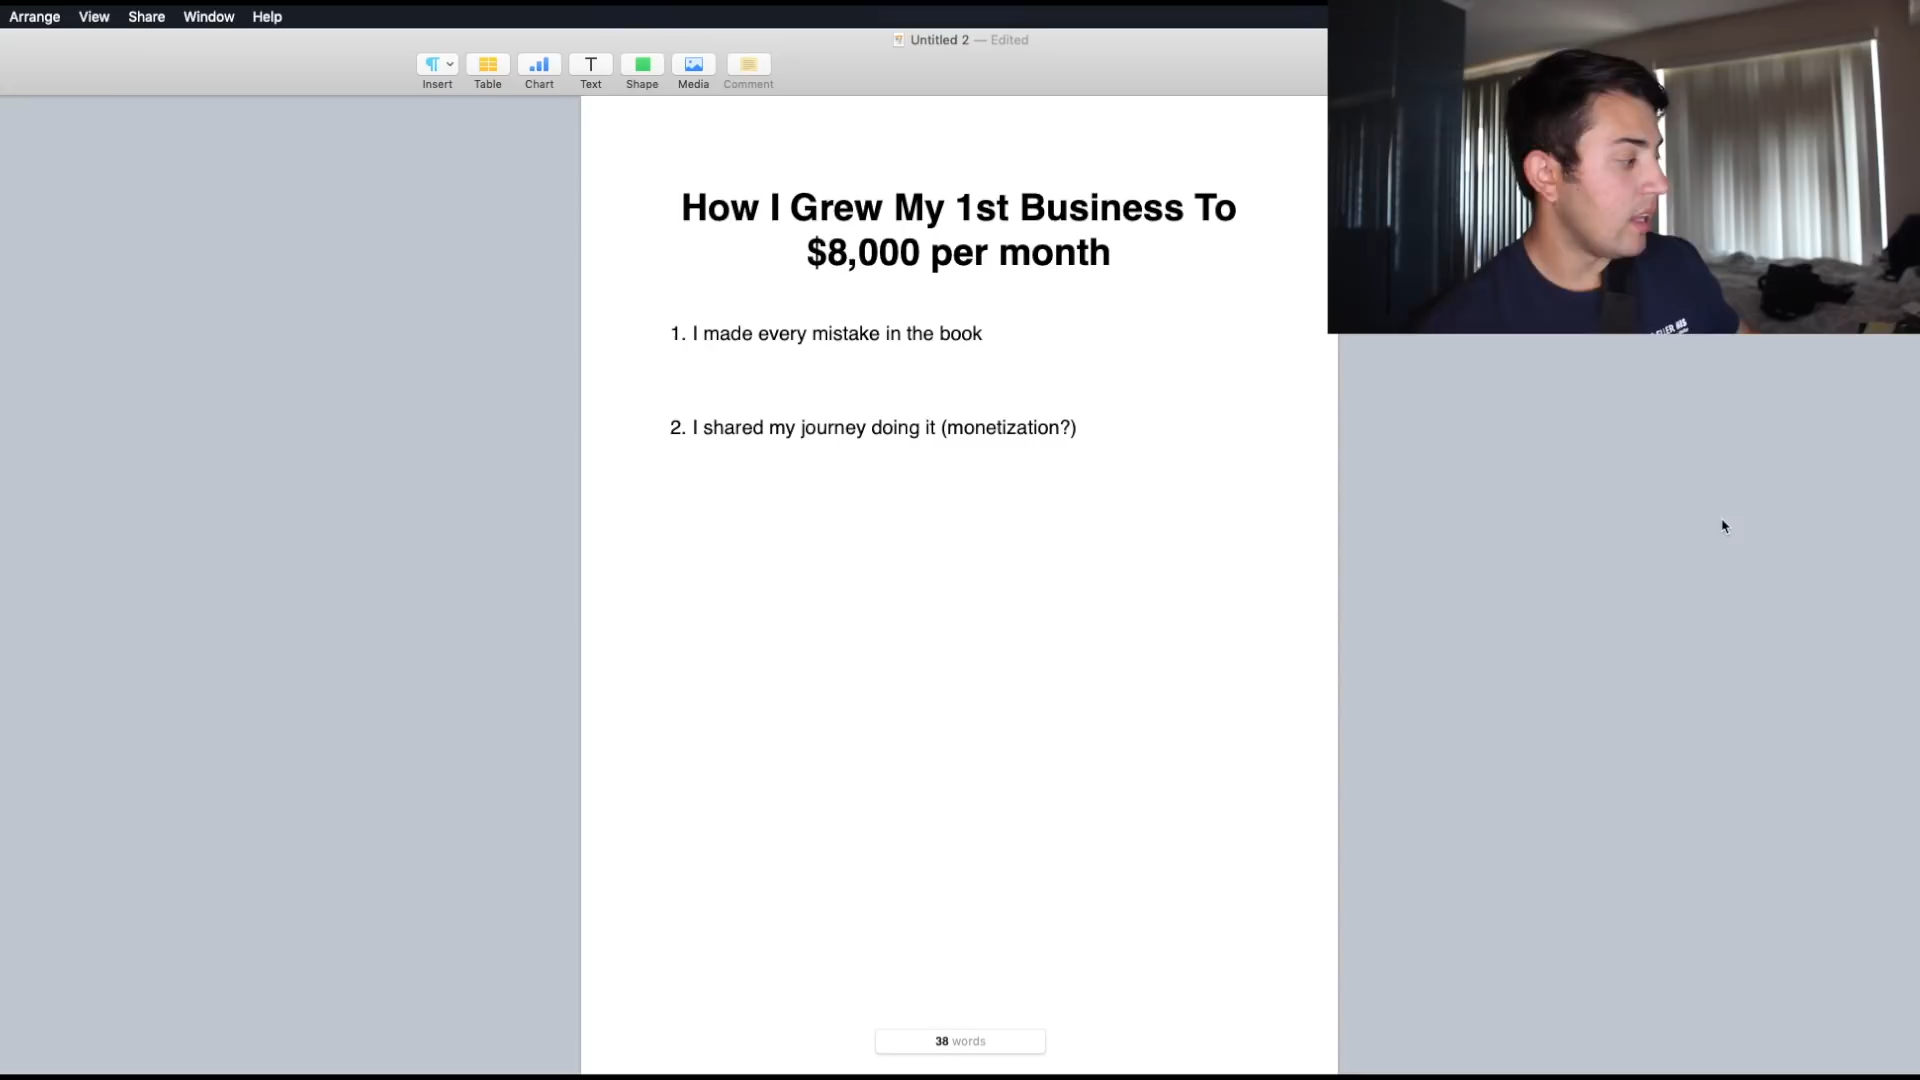 Arrange View Share Window Help
Untitled 2 — Edited
Insert Table Chart Text Shape Media Comment
How I Grew My 1st Business To
$8,000 per month
1. I made every mistake in the book
2. I shared my journey doing it (monetization?)
38 words